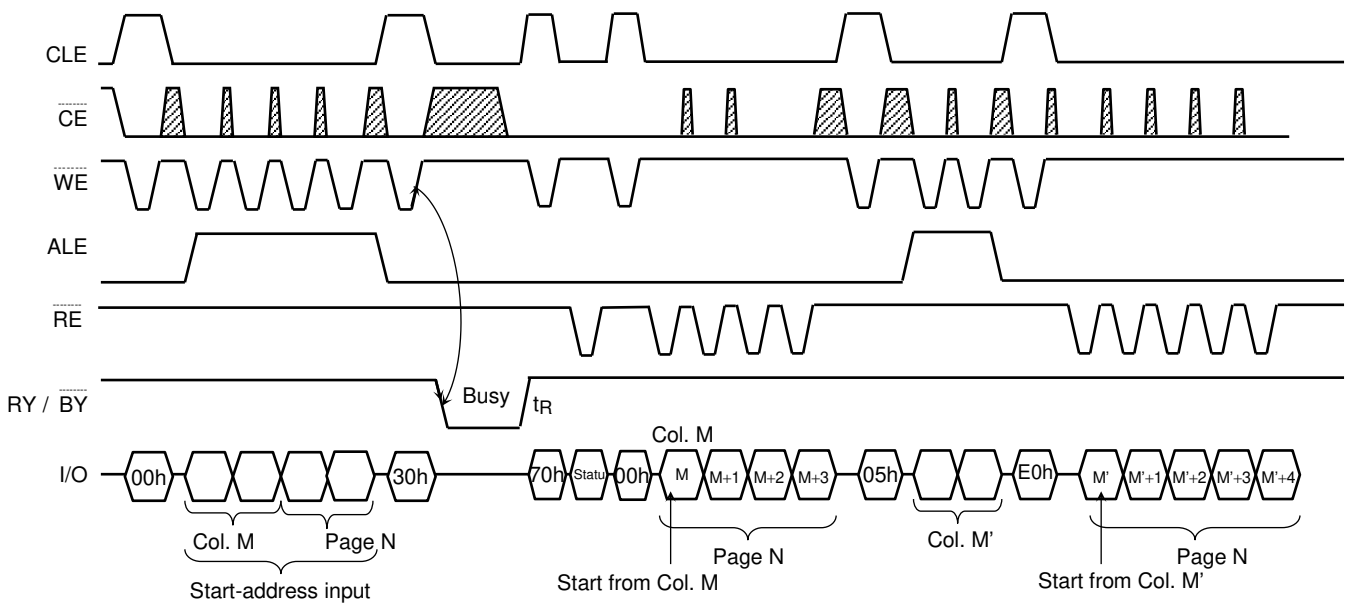 CLE
CE
WE
ALE
RE
RY / BY
Busy
tR
Col. M
I/O
00h
30h
70h
Statu
00h
M
M+1
M+2
M+3
05h
E0h
M'
M'+1
M'+2
M'+3
M'+4
Col. M
Page N
Page N
Col. M'
Page N
Start-address input
Start from Col. M
Start from Col. M'